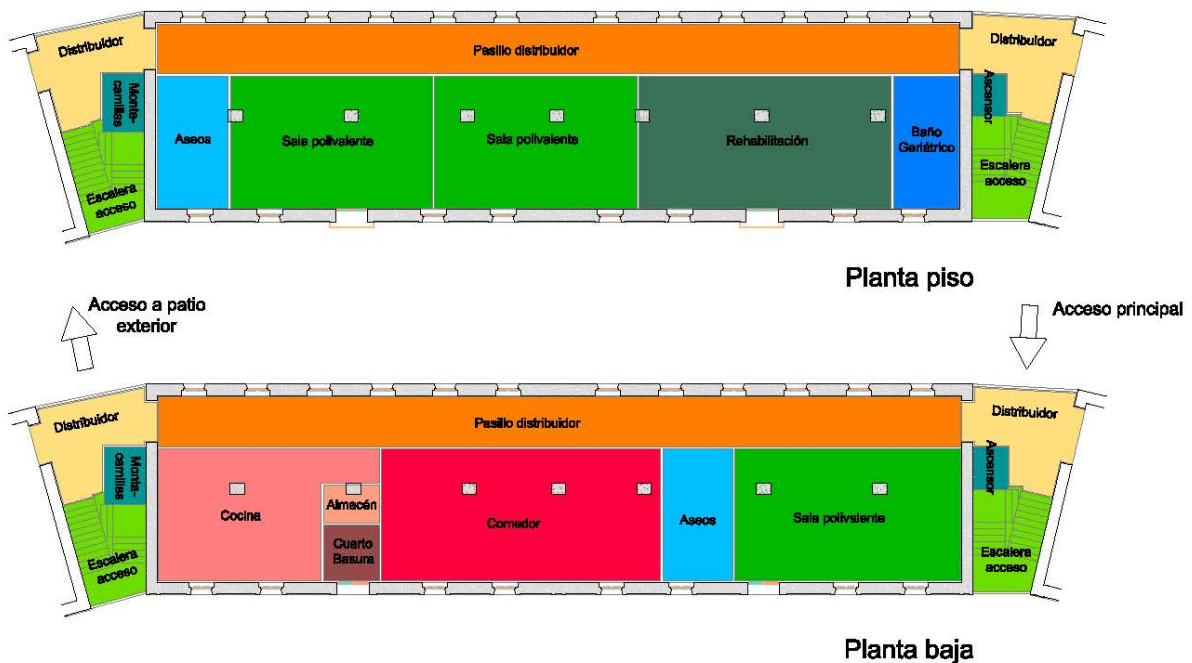 Distribuidor
Pasillo distribuidor
Distribuidor
Monta-
camillas
Ascensor
Aseos
Sala polivalente
Sala polivalente
Rehabilitación
Baño
Geriátrico
Escalera
acceso
Escalera
acceso
Planta piso
Acceso a patio
exterior
Acceso principal
Distribuidor
Pasillo distribuidor
Distribuidor
Monta-
camillas
Ascensor
Cocina
Almacén
Cuarto
Basura
Comedor
Aseos
Sala polivalente
Escalera
acceso
Escalera
acceso
Planta baja